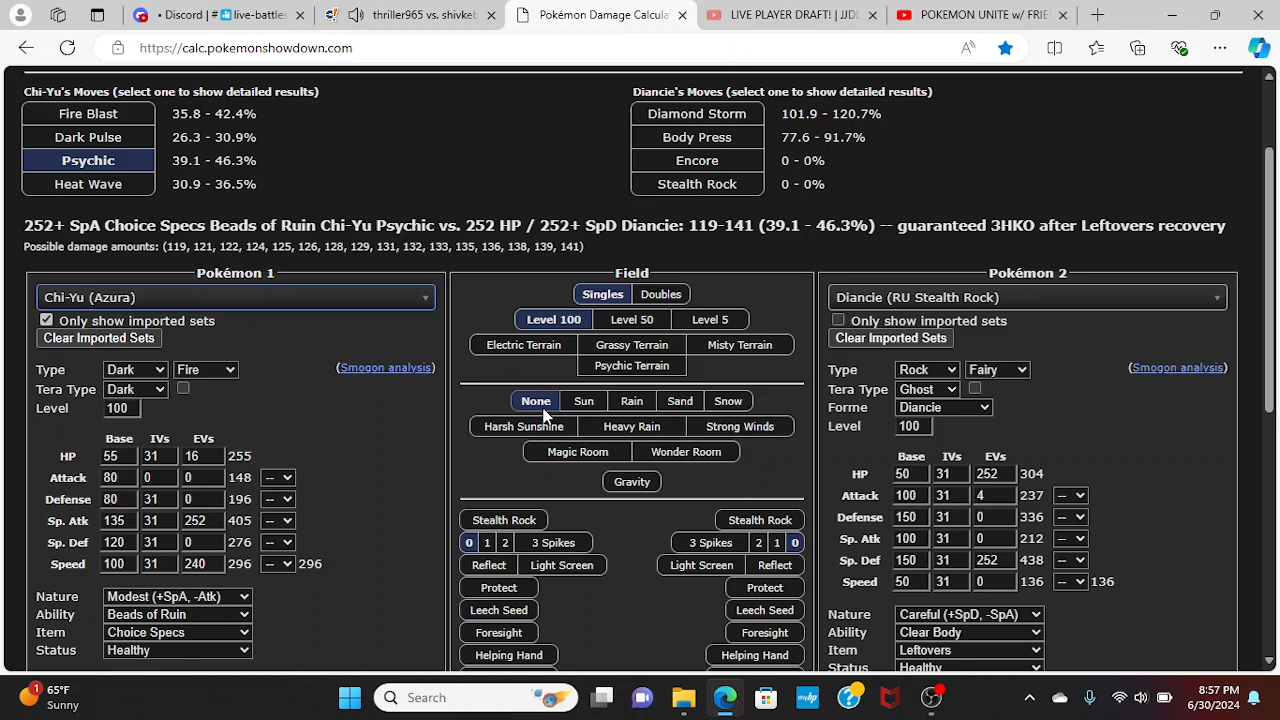 Discord | # live-battles
thriller965 vs. shivkeb
Pokémon Damage Calcula
LIVE PLAYER DRAFT! | JDL
POKEMON UNITE w/ FRIE
https://calc.pokemonshowdown.com
Chi-Yu's Moves (select one to show detailed results)
Fire Blast 35.8 - 42.4%
Dark Pulse 26.3 - 30.9%
Psychic 39.1 - 46.3%
Heat Wave 30.9 - 36.5%
Diancie's Moves (select one to show detailed results)
Diamond Storm 101.9 - 120.7%
Body Press 77.6 - 91.7%
Encore 0 - 0%
Stealth Rock 0 - 0%
252+ SpA Choice Specs Beads of Ruin Chi-Yu Psychic vs. 252 HP / 252+ SpD Diancie: 119-141 (39.1 - 46.3%) -- guaranteed 3HKO after Leftovers recovery
Possible damage amounts: (119, 121, 122, 124, 125, 126, 128, 129, 131, 132, 133, 135, 136, 138, 139, 141)
Pokémon 1
Chi-Yu (Azura)
Only show imported sets
Clear Imported Sets
Type Dark Fire (Smogon analysis)
Tera Type Dark
Level 100
Base IVs EVs
HP 55 31 16 255
Attack 80 0 0 148 --
Defense 80 31 0 196 --
Sp. Atk 135 31 252 405 --
Sp. Def 120 31 0 276 --
Speed 100 31 240 296 -- 296
Nature Modest (+SpA, -Atk)
Ability Beads of Ruin
Item Choice Specs
Status Healthy
Field
Singles Doubles
Level 100 Level 50 Level 5
Electric Terrain Grassy Terrain Misty Terrain
Psychic Terrain
None Sun Rain Sand Snow
Harsh Sunshine Heavy Rain Strong Winds
Magic Room Wonder Room
Gravity
Stealth Rock Stealth Rock
0 1 2 3 Spikes 3 Spikes 2 1 0
Reflect Light Screen Light Screen Reflect
Protect Protect
Leech Seed Leech Seed
Foresight Foresight
Helping Hand Helping Hand
Pokémon 2
Diancie (RU Stealth Rock)
Only show imported sets
Clear Imported Sets
Type Rock Fairy (Smogon analysis)
Tera Type Ghost
Forme Diancie
Level 100
Base IVs EVs
HP 50 31 252 304
Attack 100 31 4 237 --
Defense 150 31 0 336 --
Sp. Atk 100 31 0 212 --
Sp. Def 150 31 252 438 --
Speed 50 31 0 136 -- 136
Nature Careful (+SpD, -SpA)
Ability Clear Body
Item Leftovers
Status Healthy
1
65°F
Sunny
Search
myhp
8:57 PM
6/30/2024